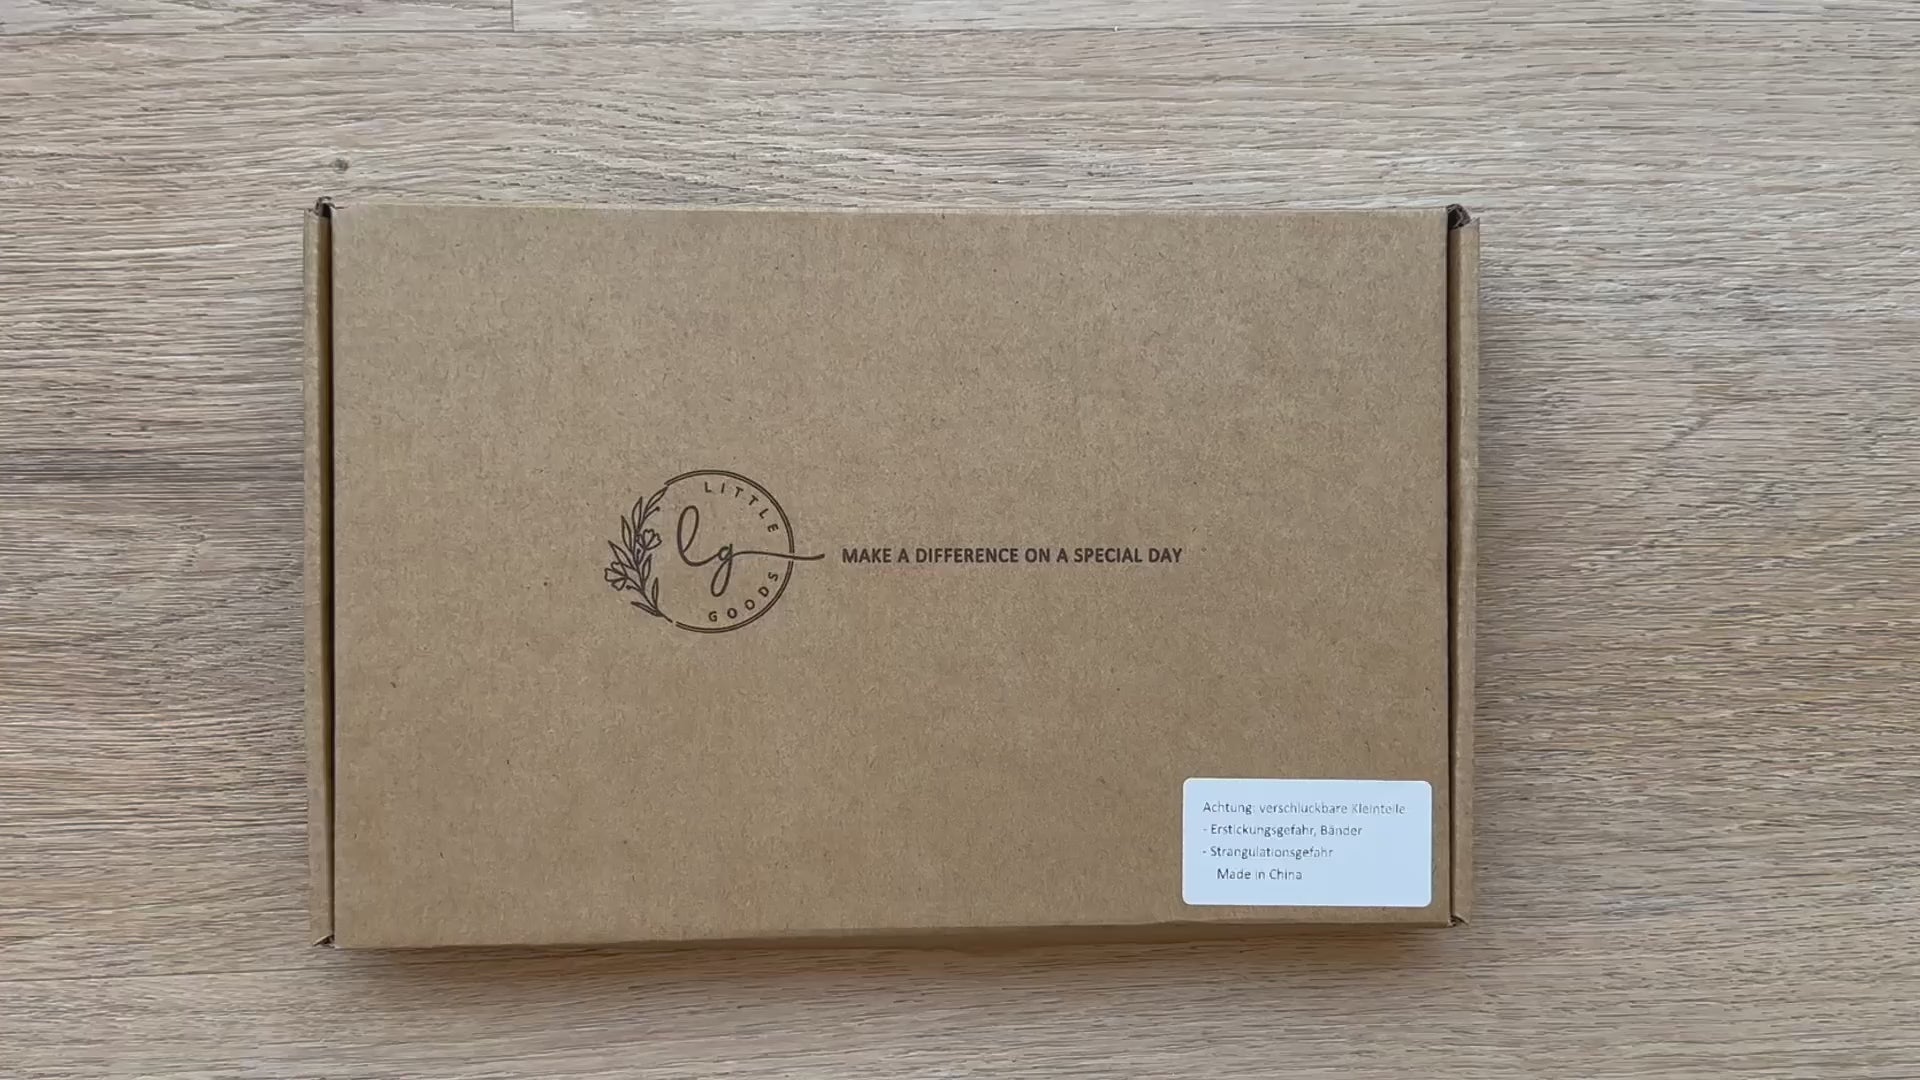 LITTLE
lg
GOODS
MAKE A DIFFERENCE ON A SPECIAL DAY
Achtung: verschluckbare Kleinteile
- Erstickungsgefahr, Bänder
- Strangulationsgefahr
Made in China